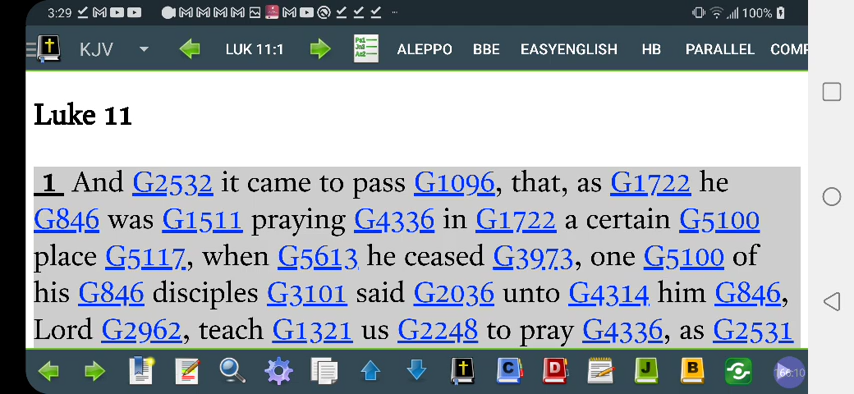 3:29 100%
KJV LUK 11:1 ALEPPO BBE EASYENGLISH HB PARALLEL COMP
Luke 11
1 And G2532 it came to pass G1096, that, as G1722 he
G846 was G1511 praying G4336 in G1722 a certain G5100
place G5117, when G5613 he ceased G3973, one G5100 of
his G846 disciples G3101 said G2036 unto G4314 him G846,
Lord G2962, teach G1321 us G2248 to pray G4336, as G2531
C D J B